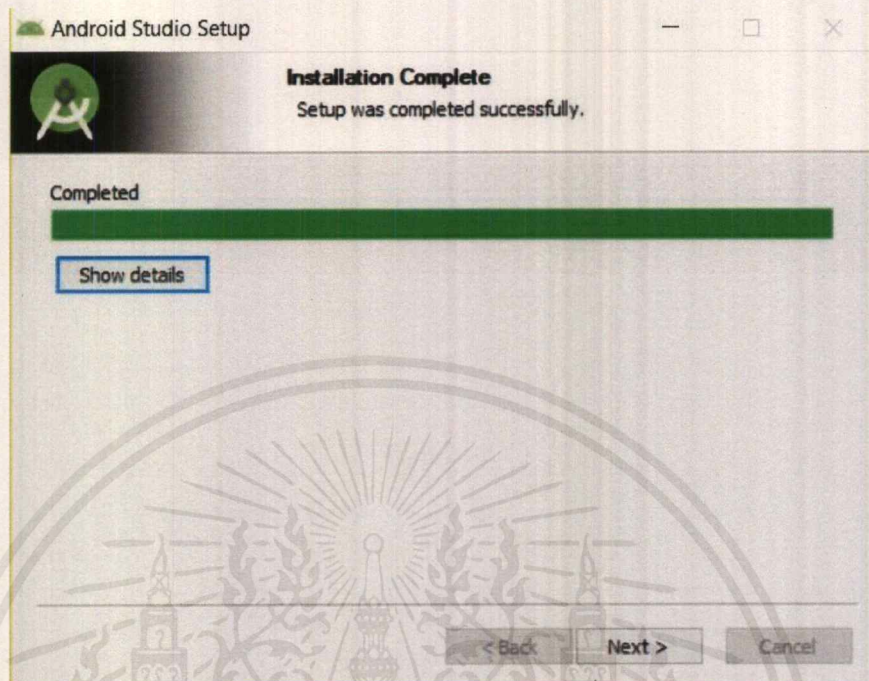 Android Studio Setup
Installation Complete
Setup was completed successfully.
Completed
Show details
< Back Next > Cancel